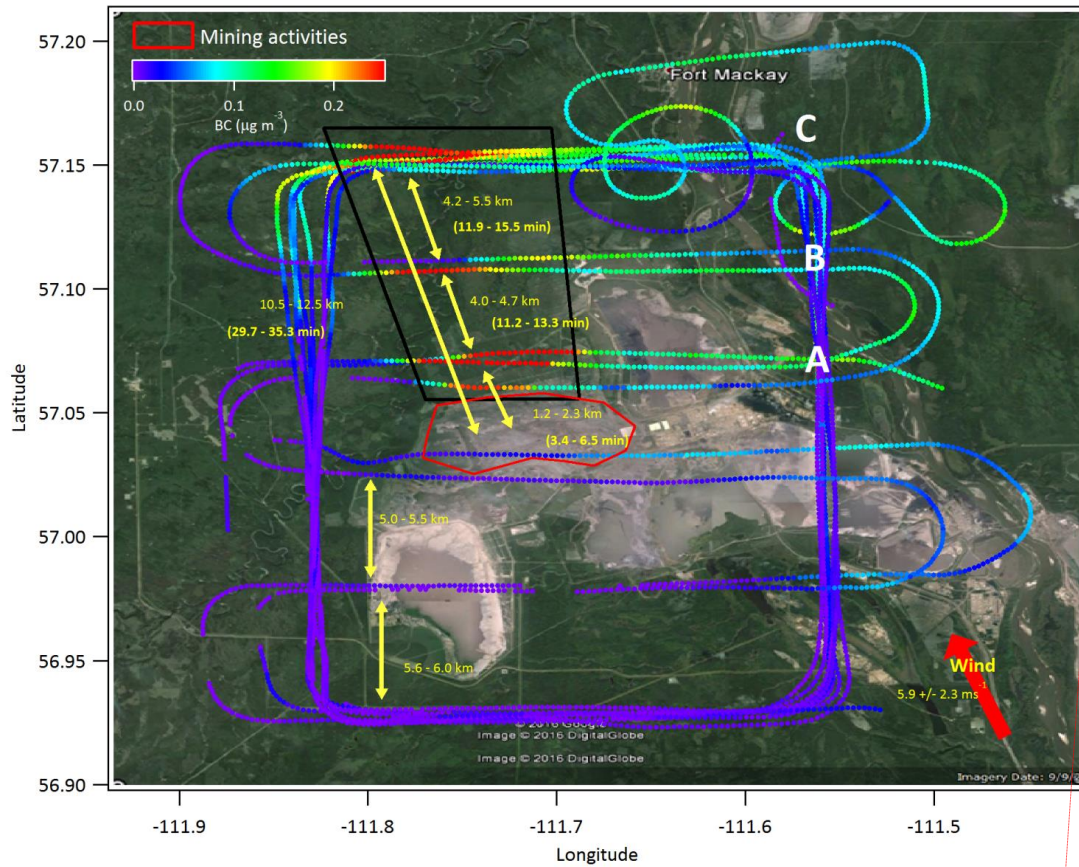 57.20
57.15
57.10
57.05
57.00
56.95
56.90
Latitude
Mining activities
0.0
0.1
0.2
BC (µg m⁻³)
Fort Mackay
C
B
A
4.2 - 5.5 km
(11.9 - 15.5 min)
10.5 - 12.5 km
(29.7 - 35.3 min)
4.0 - 4.7 km
(11.2 - 13.3 min)
1.2 - 2.3 km
(3.4 - 6.5 min)
5.0 - 5.5 km
5.6 - 6.0 km
Wind
5.9 +/- 2.3 ms⁻¹
Image © 2016 DigitalGlobe
Image © 2016 DigitalGlobe
Imagery Date: 9/9/
-111.9
-111.8
-111.7
-111.6
-111.5
Longitude